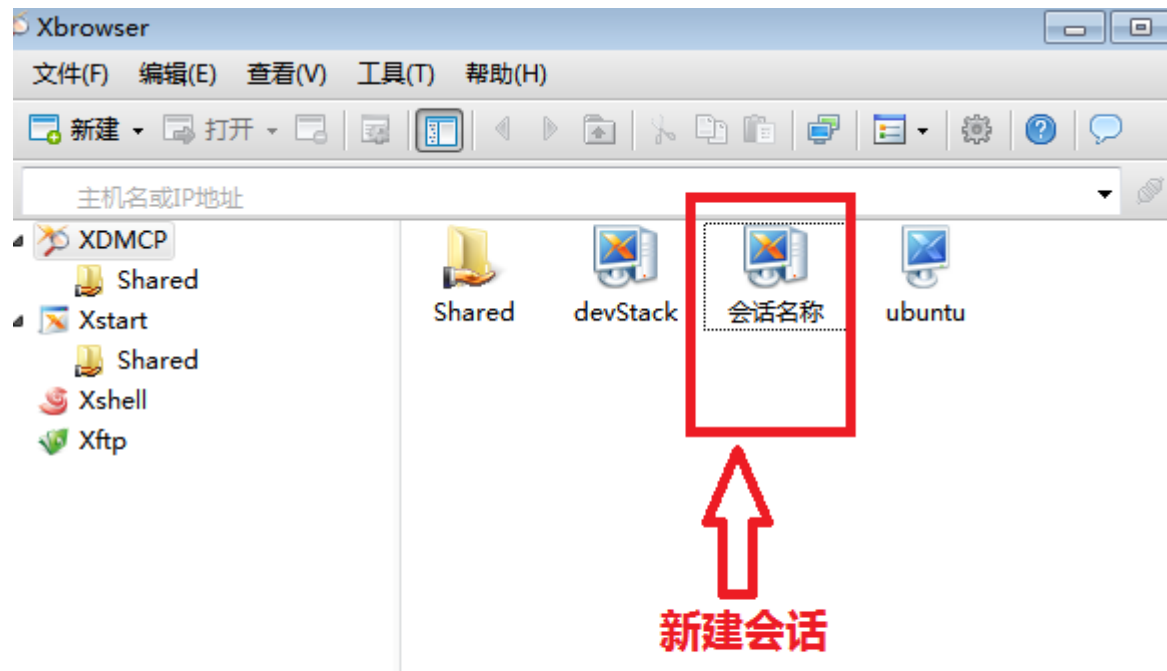 Xbrowser
文件(F) 编辑(E) 查看(V) 工具(T) 帮助(H)
新建 打开
主机名或IP地址
XDMCP
Shared
Xstart
Shared
Xshell
Xftp
Shared devStack 会话名称 ubuntu
新建会话